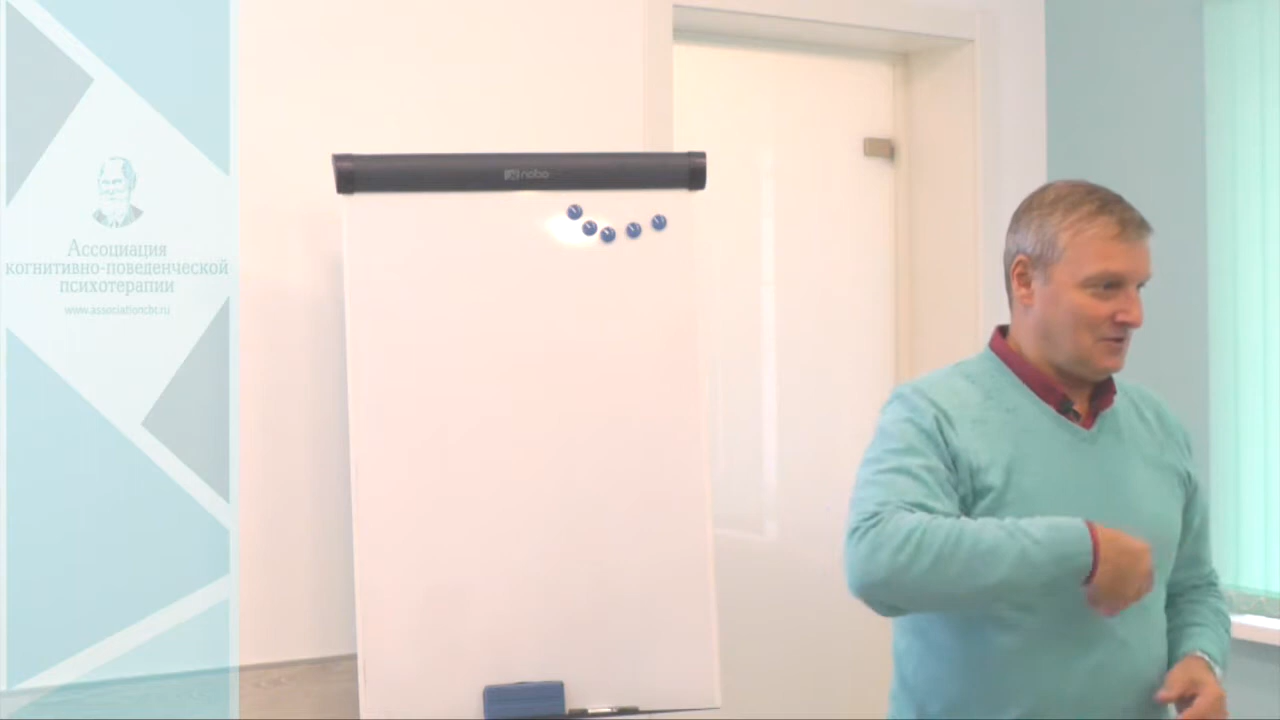 Ассоциация
когнитивно-поведенческой
психотерапии
www.associationcbt.ru
nobo